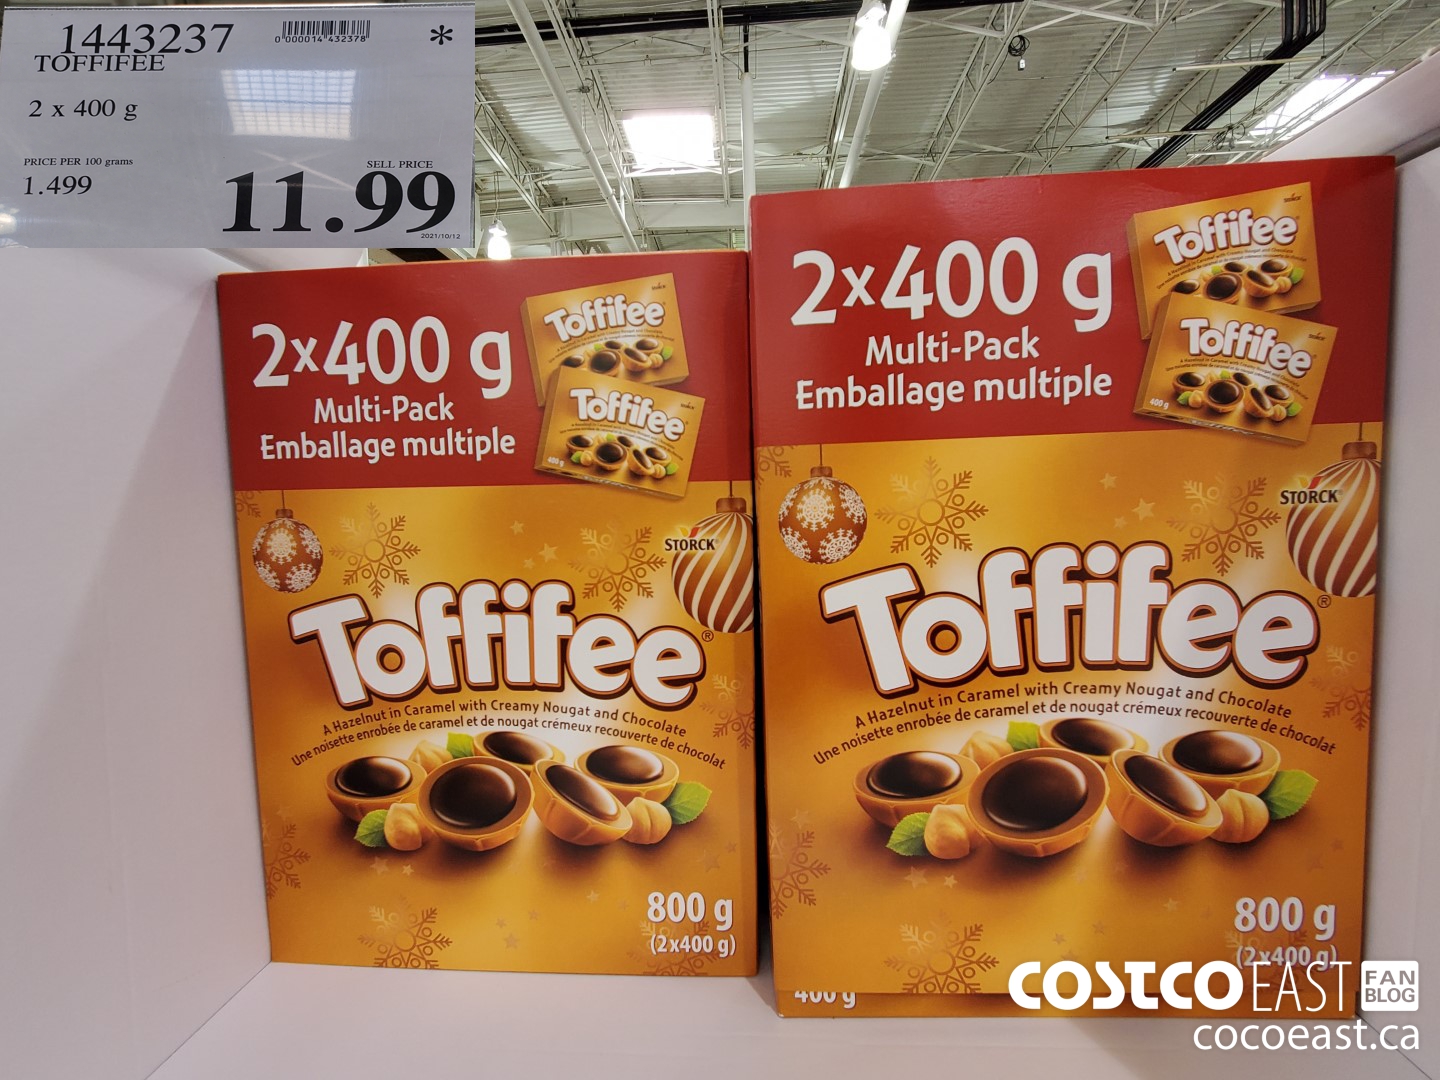 1443237
0"000014"432378"
*
TOFFIFEE
2 x 400 g
PRICE PER 100 grams
1.499
SELL PRICE
11.99
2021/10/12
2x400 g
Multi-Pack
Emballage multiple
Toffifee
Toffifee
400 g
STORCK
Toffifee®
A Hazelnut in Caramel with Creamy Nougat and Chocolate
Une noisette enrobée de caramel et de nougat crémeux recouverte de chocolat
800 g
(2x400 g)
2x400 g
Multi-Pack
Emballage multiple
Toffifee
Toffifee
400 g
STORCK
Toffifee®
A Hazelnut in Caramel with Creamy Nougat and Chocolate
Une noisette enrobée de caramel et de nougat crémeux recouverte de chocolat
800 g
(2x400 g)
400 g
COSTCO EAST FAN BLOG
cocoeast.ca